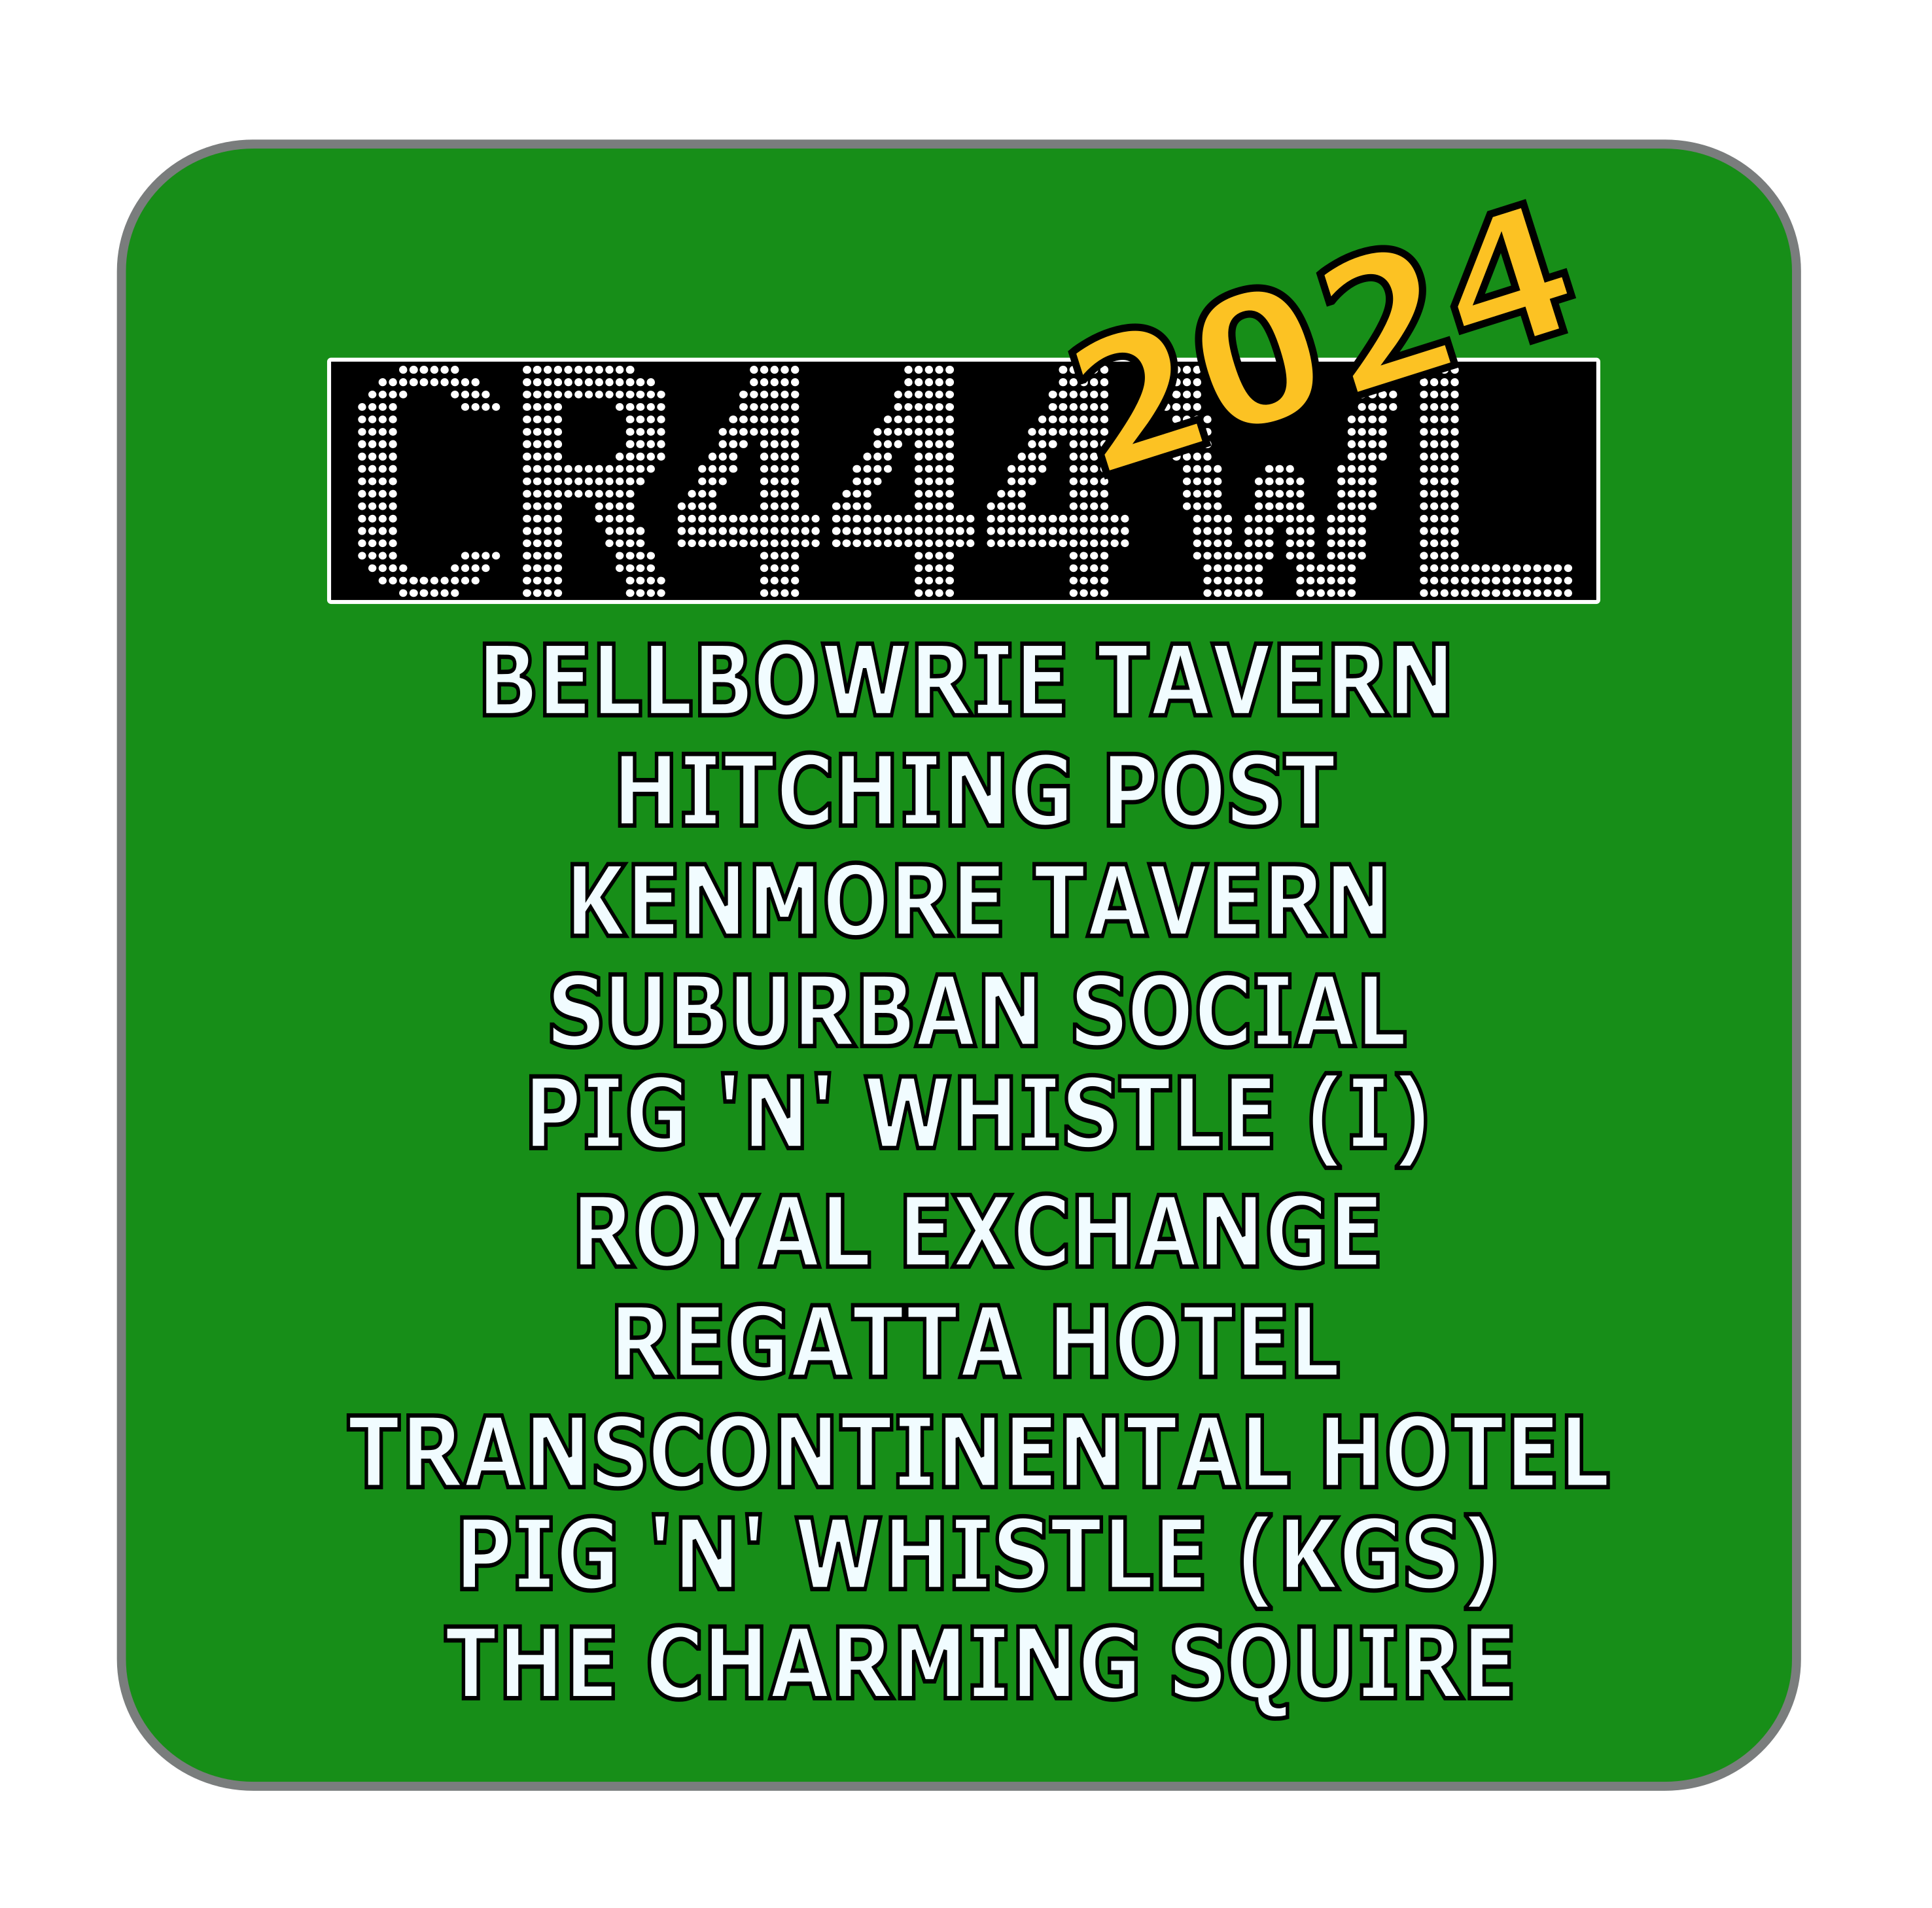 2024
CR444WL
BELLBOWRIE TAVERN
HITCHING POST
KENMORE TAVERN
SUBURBAN SOCIAL
PIG 'N' WHISTLE (I)
ROYAL EXCHANGE
REGATTA HOTEL
TRANSCONTINENTAL HOTEL
PIG 'N' WHISTLE (KGS)
THE CHARMING SQUIRE